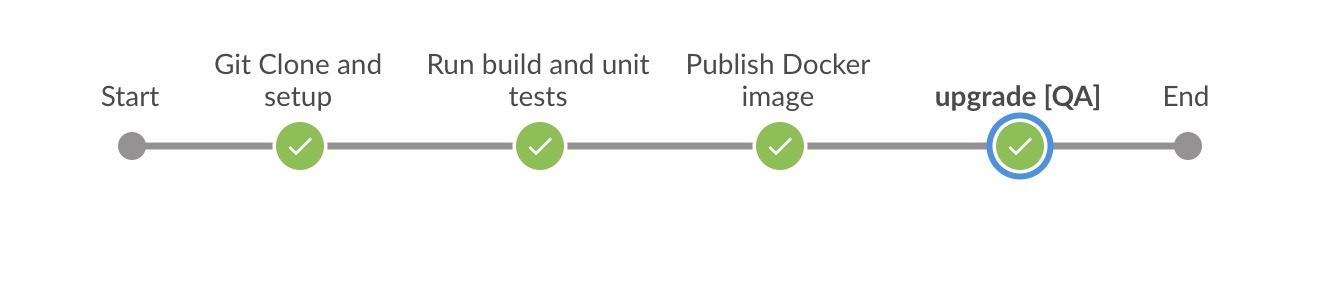 Start
Git Clone and
setup
Run build and unit
tests
Publish Docker
image
upgrade [QA]
End